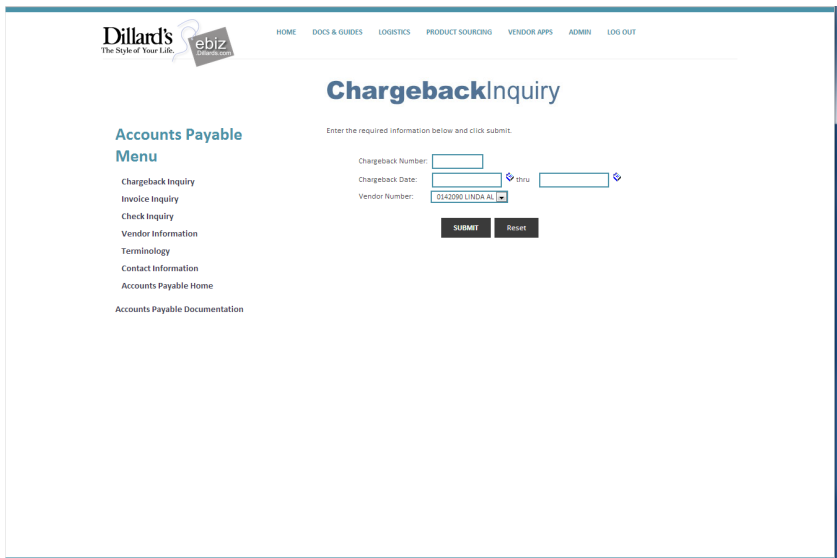 Dillard's
The Style of Your Life.
ebiz
Dillards.com
HOME DOCS & GUIDES LOGISTICS PRODUCT SOURCING VENDOR APPS ADMIN LOG OUT
ChargebackInquiry
Accounts Payable
Menu
Chargeback Inquiry
Invoice Inquiry
Check Inquiry
Vendor Information
Terminology
Contact Information
Accounts Payable Home
Accounts Payable Documentation
Enter the required information below and click submit.
Chargeback Number:
Chargeback Date: thru
Vendor Number: 0142090 LINDA AL
SUBMIT Reset